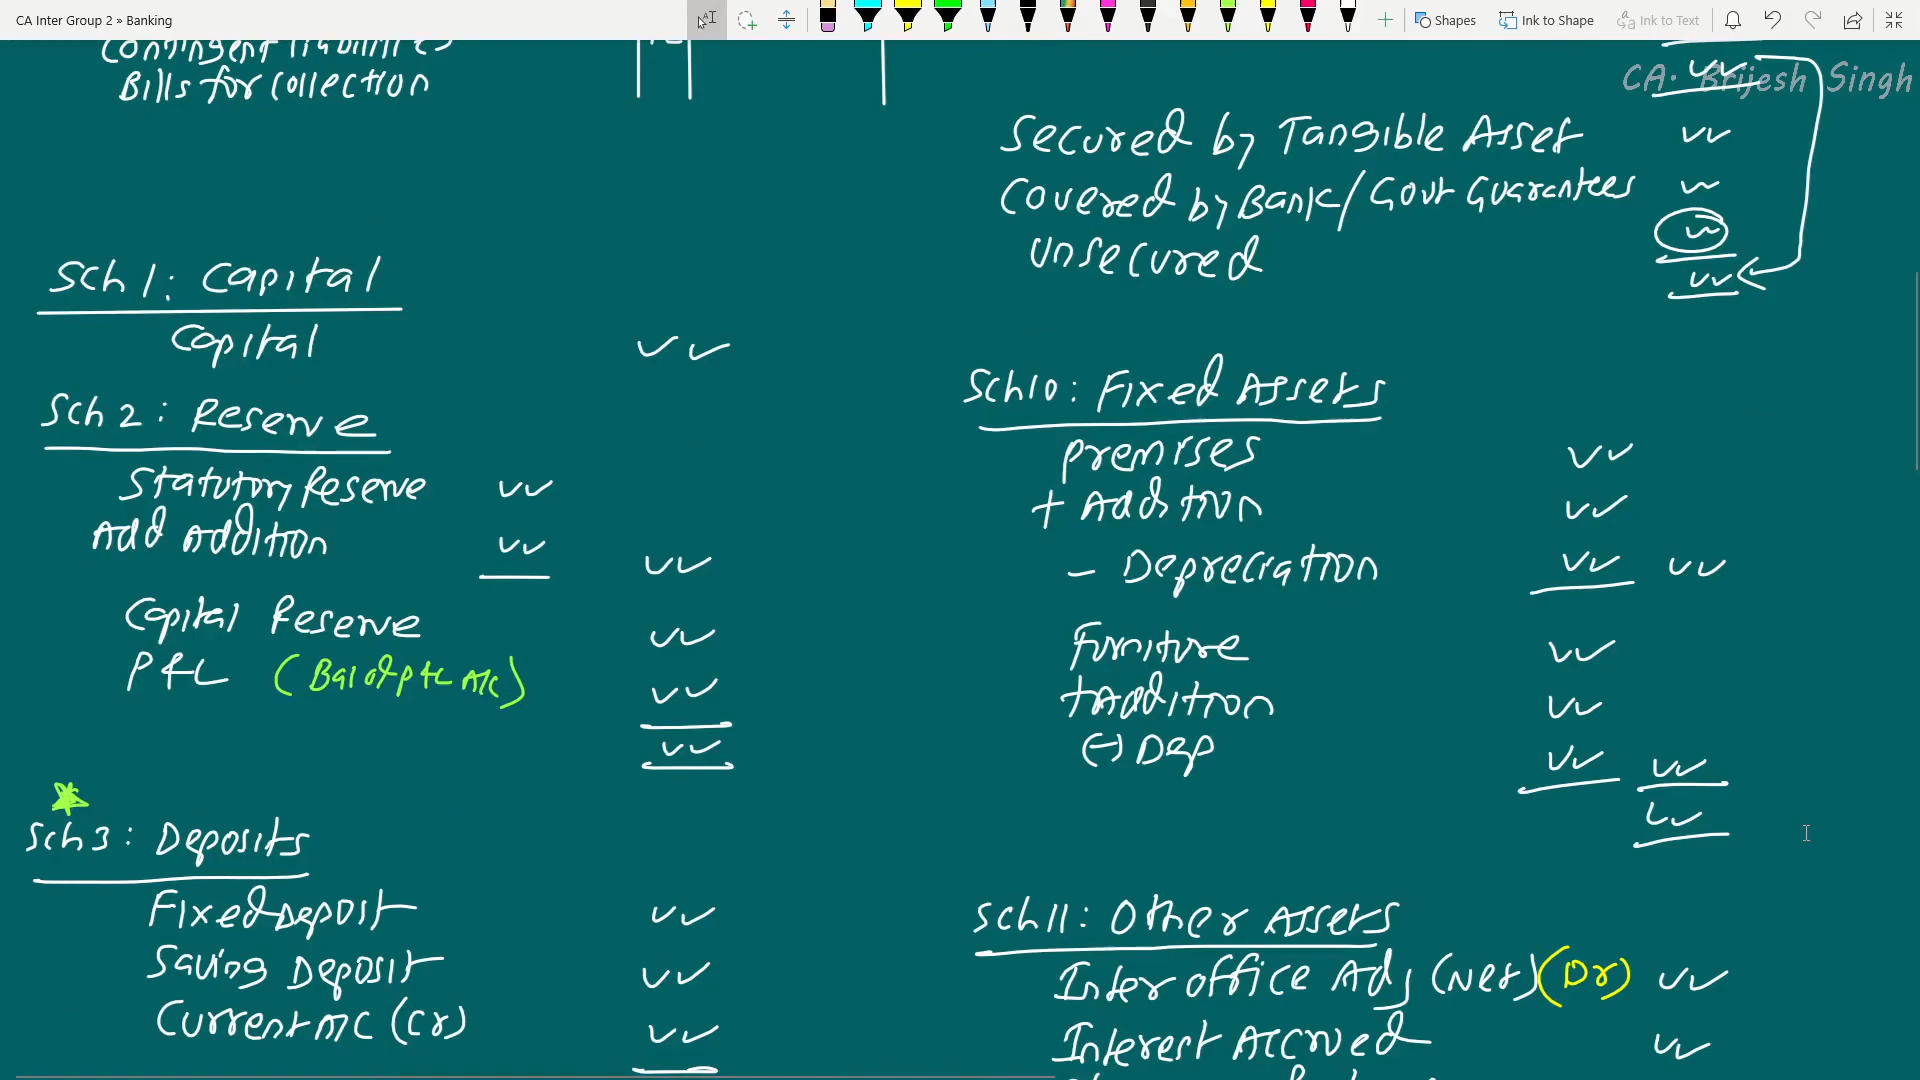 CA Inter Group 2 » Banking
Shapes
Ink to Shape
Ink to Text
Contingent liabilities
Bills for collection
CA. Brijesh Singh
Secured by Tangible Asset
Covered by Bank/Govt Guarantees
Unsecured
Sch 1: Capital
Capital
Sch 2: Reserve
Statutory Reserve
Add Addition
Capital Reserve
P&L (Bal of P&L A/c)
Sch 3: Deposits
Fixed Deposit
Saving Deposit
Current A/C (Cr)
Sch 10: Fixed Assets
premises
+ Addition
- Depreciation
Furniture
+ Addition
(-) Dep
Sch 11: Other Assets
Inter office Adj (Net) (Dr)
Interest Accrued